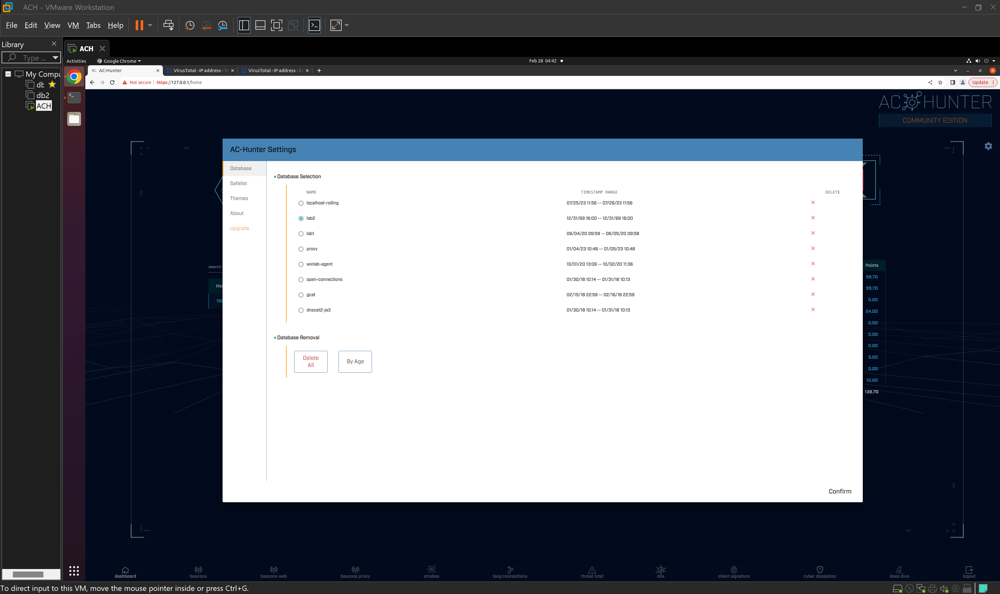 ACH - VMware Workstation
File Edit View VM Tabs Help
Library
Type ...
ACH
My Compu
db
db2
ACH
Activities
Google Chrome
Feb 28 04:42
AC-Hunter
VirusTotal - IP address - 1
VirusTotal - IP address - 52
Not secure
https://127.0.0.1/home
Update
AC HUNTER
COMMUNITY EDITION
AC-Hunter Settings
Database
Safelist
Themes
About
Upgrade
Database Selection
NAME TIMESTAMP RANGE DELETE
localhost-rolling 07/25/23 11:56 -- 07/26/23 11:56
lab2 12/31/69 16:00 -- 12/31/69 16:00
lab1 06/04/20 09:59 -- 06/05/20 09:58
proxy 01/04/23 10:48 -- 01/05/23 10:48
winlab-agent 10/01/20 13:06 -- 10/02/20 11:36
open-connections 01/30/18 10:14 -- 01/31/18 10:13
gcat 02/15/18 22:59 -- 02/16/18 22:59
dnscat2-ja3 01/30/18 10:14 -- 01/31/18 10:13
Database Removal
Delete All
By Age
Confirm
search
Hos
192
Points
99.70
99.70
0.00
24.00
0.00
0.00
0.00
5.00
0.00
10.00
138.70
dashboard beacons beacons web beacons proxy strobes long connections threat intel dns client signature cyber deception deep dive logout
To direct input to this VM, move the mouse pointer inside or press Ctrl+G.